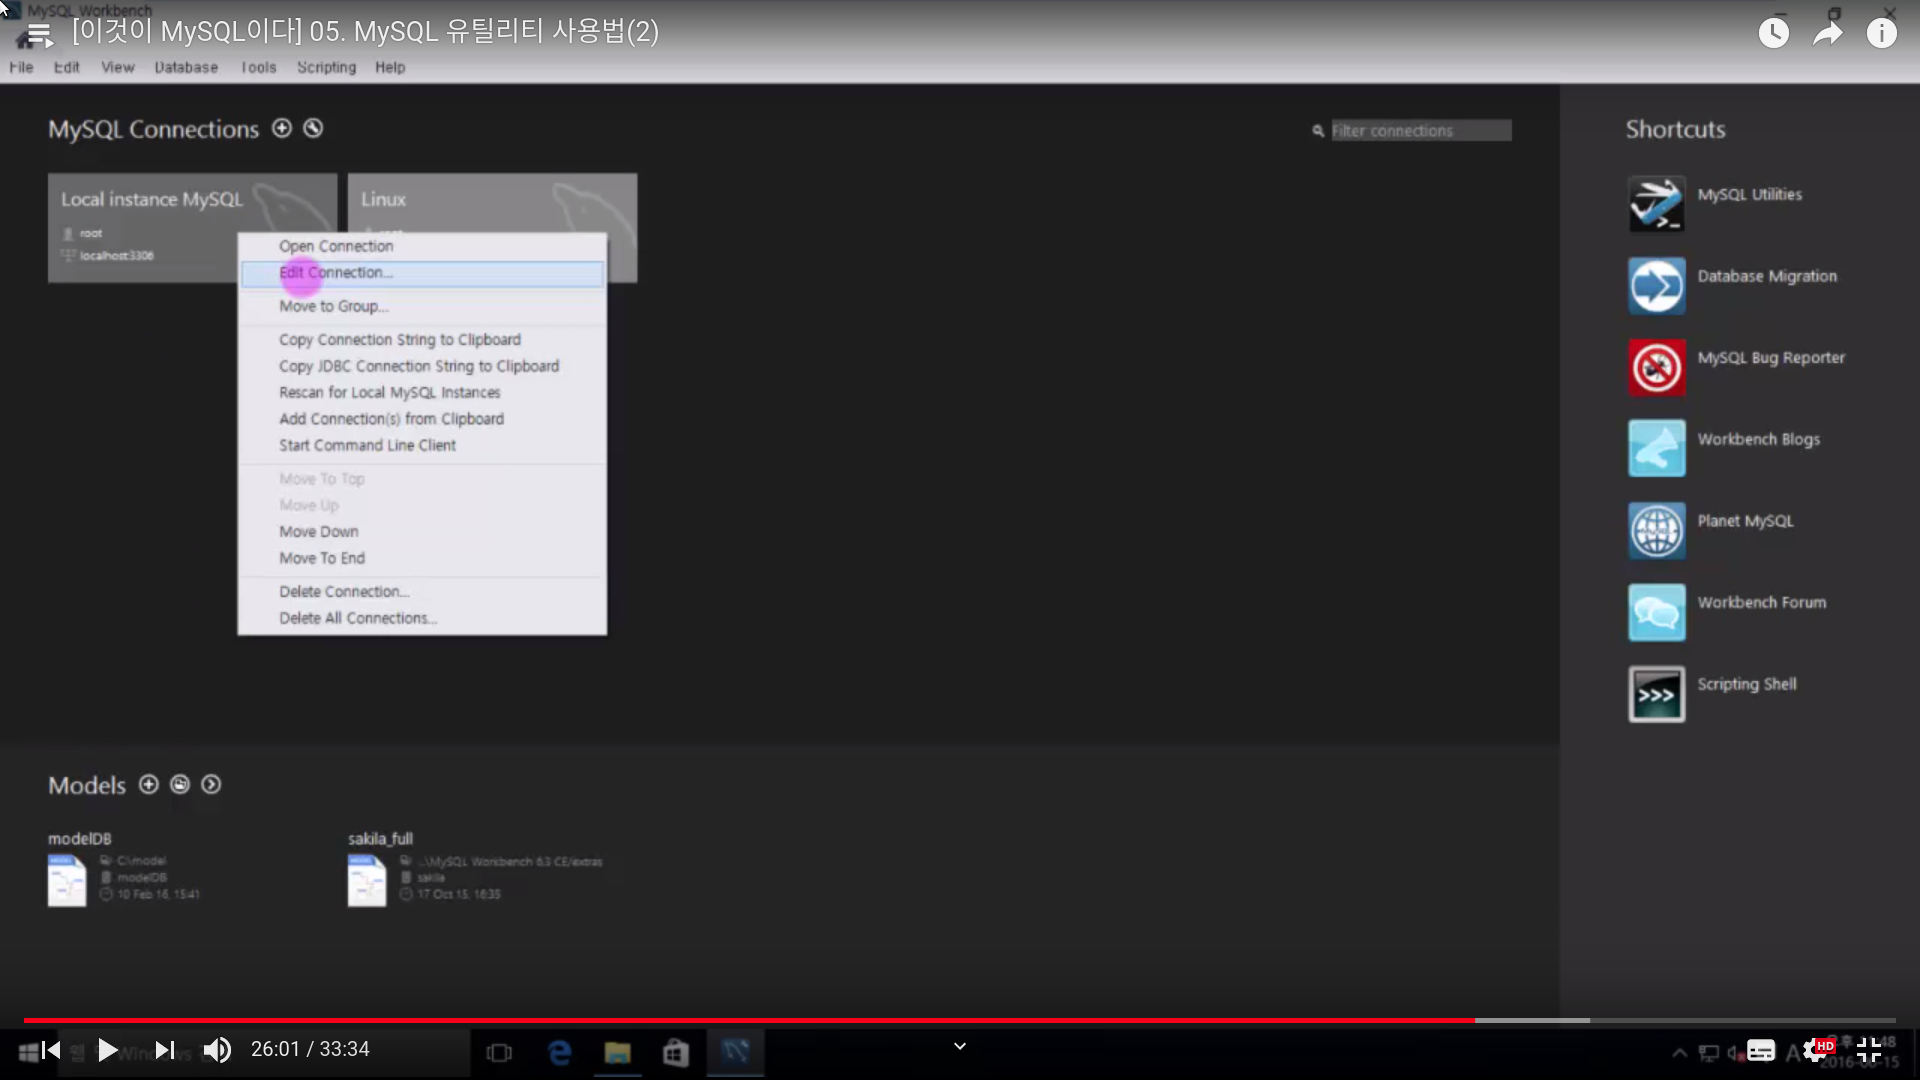 MySQL Workbench
[이것이 MySQL이다] 05. MySQL 유틸리티 사용법(2)
File Edit View Database Tools Scripting Help
MySQL Connections
Filter connections
Shortcuts
Local instance MySQL
root
localhost:3306
Linux
root
Open Connection
Edit Connection...
Move to Group...
Copy Connection String to Clipboard
Copy JDBC Connection String to Clipboard
Rescan for Local MySQL Instances
Add Connection(s) from Clipboard
Start Command Line Client
Move To Top
Move Up
Move Down
Move To End
Delete Connection...
Delete All Connections...
MySQL Utilities
Database Migration
MySQL Bug Reporter
Workbench Blogs
Planet MySQL
Workbench Forum
Scripting Shell
Models
modelDB
C:\model
modelDB
10 Feb 16, 15:41
sakila_full
...\MySQL Workbench 6.3 CE/extras
sakila
17 Oct 15, 16:35
26:01 / 33:34
HD